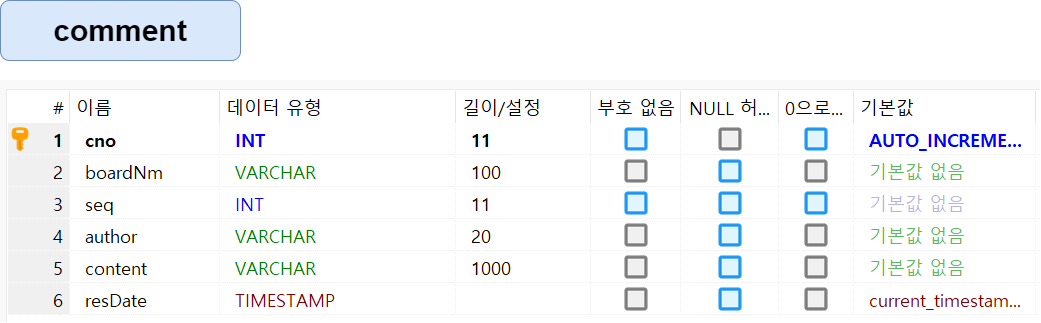 comment
# 이름 데이터 유형 길이/설정 부호 없음 NULL 허... 0으로... 기본값
1 cno INT 11 AUTO_INCREME...
2 boardNm VARCHAR 100 기본값 없음
3 seq INT 11 기본값 없음
4 author VARCHAR 20 기본값 없음
5 content VARCHAR 1000 기본값 없음
6 resDate TIMESTAMP current_timestam...